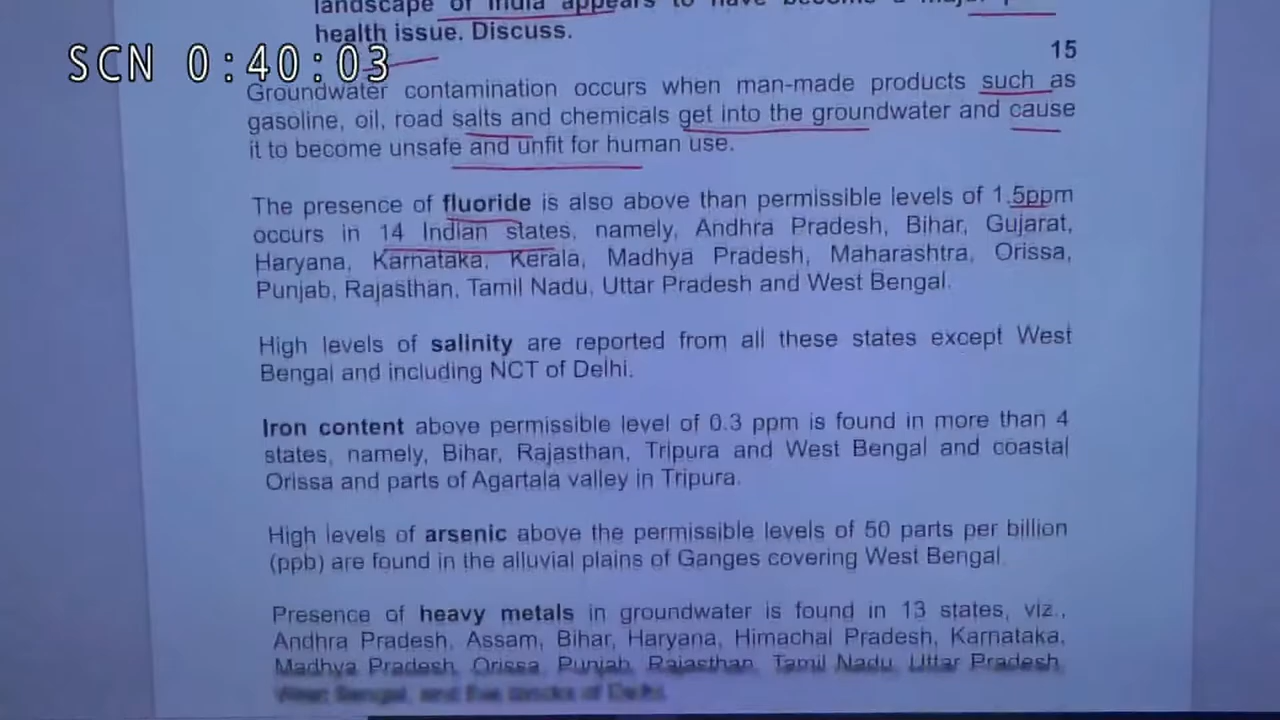 landscape of India appears to have become a major
health issue. Discuss.
SCN 0:40:03
15
Groundwater contamination occurs when man-made products such as
gasoline, oil, road salts and chemicals get into the groundwater and cause
it to become unsafe and unfit for human use.
The presence of fluoride is also above than permissible levels of 1.5ppm
occurs in 14 Indian states, namely, Andhra Pradesh, Bihar, Gujarat,
Haryana, Karnataka, Kerala, Madhya Pradesh, Maharashtra, Orissa,
Punjab, Rajasthan, Tamil Nadu, Uttar Pradesh and West Bengal.
High levels of salinity are reported from all these states except West
Bengal and including NCT of Delhi.
Iron content above permissible level of 0.3 ppm is found in more than 4
states, namely, Bihar, Rajasthan, Tripura and West Bengal and coastal
Orissa and parts of Agartala valley in Tripura.
High levels of arsenic above the permissible levels of 50 parts per billion
(ppb) are found in the alluvial plains of Ganges covering West Bengal.
Presence of heavy metals in groundwater is found in 13 states, viz.,
Andhra Pradesh, Assam, Bihar, Haryana, Himachal Pradesh, Karnataka,
Madhya Pradesh, Orissa, Punjab, Rajasthan, Tamil Nadu, Uttar Pradesh,
West Bengal, and five blocks of Delhi.